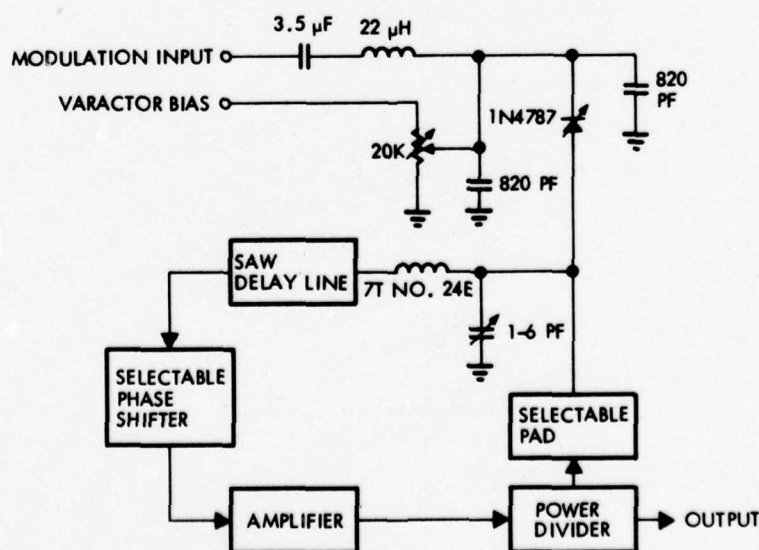 3.5 µF
22 µH
MODULATION INPUT
820
PF
VARACTOR BIAS
1N4787
20K
820 PF
SAW
DELAY LINE
7T NO. 24E
1-6 PF
SELECTABLE
PHASE
SHIFTER
SELECTABLE
PAD
AMPLIFIER
POWER
DIVIDER
OUTPUT